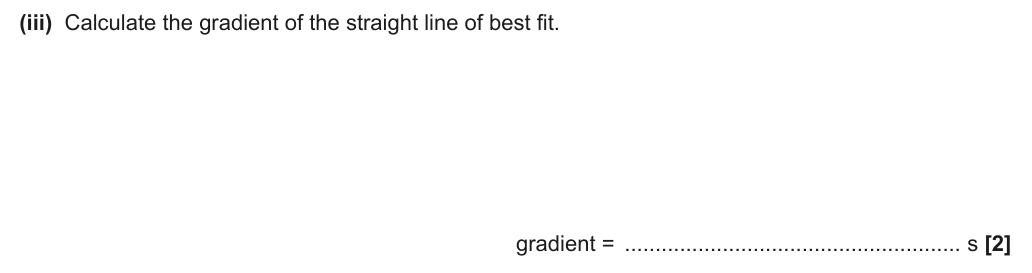 (iii) Calculate the gradient of the straight line of best fit.
gradient = ...................................................... s [2]